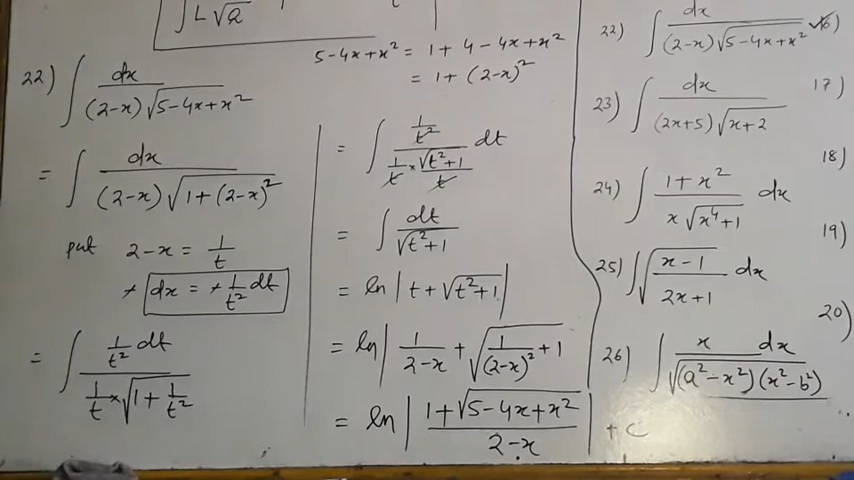 ∫ L √Q
22) ∫ dx / (2-x)√5-4x+x²
= ∫ dx / (2-x)√1+(2-x)²
put 2-x = 1/t
-dx = -1/t² dt
= ∫ 1/t² dt / 1/t × √1+1/t²
5-4x+x² = 1+4-4x+x²
= 1+(2-x)²
= ∫ 1/t² / 1/t × √t²+1/t dt
= ∫ dt / √t²+1
= ln | t + √t²+1 |
= ln | 1/2-x + √1/(2-x)² + 1
= ln | 1+√5-4x+x² / 2-x | + C
22) ∫ dx / (2-x)√5-4x+x²
23) ∫ dx / (2x+5)√x+2
24) ∫ 1+x² / x√x⁴+1 dx
25) ∫ √x-1 / 2x+1 dx
26) ∫ x dx / √(a²-x²)(x²-b²)
16)
17)
18)
19)
20)